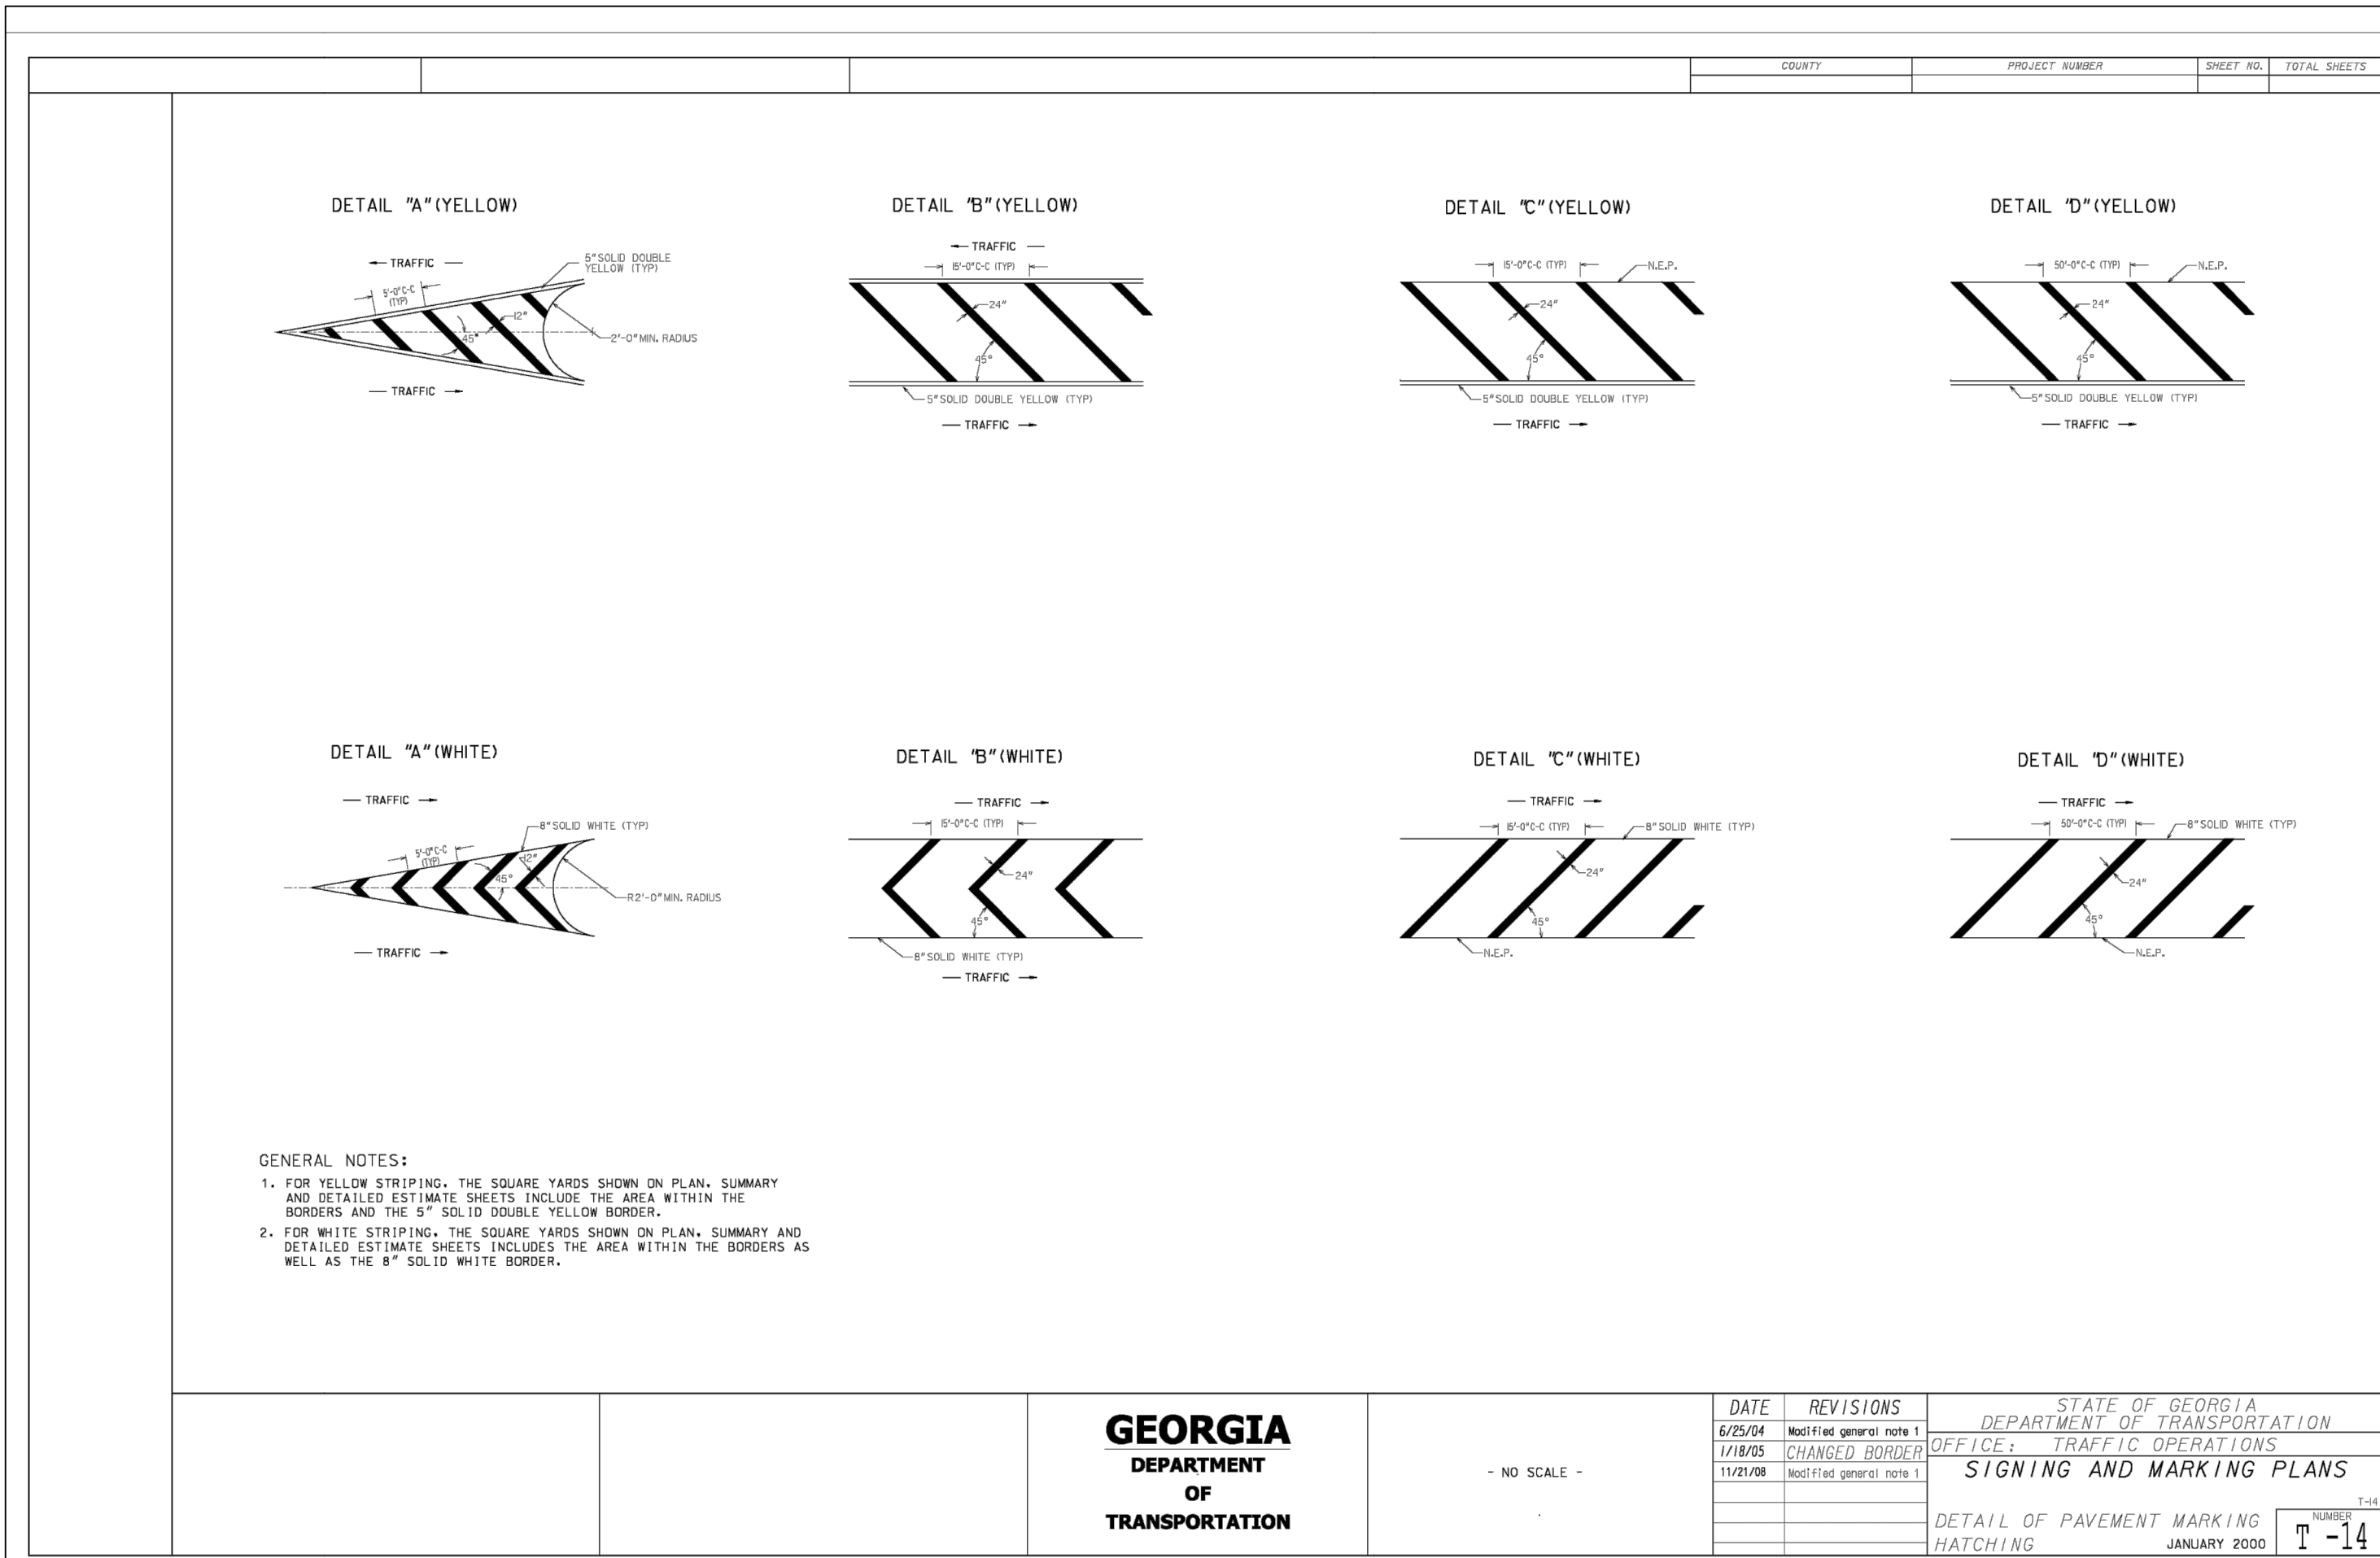 COUNTY
PROJECT NUMBER
SHEET NO.
TOTAL SHEETS
DETAIL "A" (YELLOW)
TRAFFIC
5" SOLID DOUBLE
YELLOW (TYP)
5'-0" C-C
(TYP)
12"
45°
2'-0" MIN. RADIUS
TRAFFIC
DETAIL "B" (YELLOW)
TRAFFIC
15'-0" C-C (TYP)
24"
45°
5" SOLID DOUBLE YELLOW (TYP)
TRAFFIC
DETAIL "C" (YELLOW)
15'-0" C-C (TYP)
N.E.P.
24"
45°
5" SOLID DOUBLE YELLOW (TYP)
TRAFFIC
DETAIL "D" (YELLOW)
50'-0" C-C (TYP)
N.E.P.
24"
45°
5" SOLID DOUBLE YELLOW (TYP)
TRAFFIC
DETAIL "A" (WHITE)
TRAFFIC
8" SOLID WHITE (TYP)
5'-0" C-C
(TYP)
12"
45°
R2'-0" MIN. RADIUS
TRAFFIC
DETAIL "B" (WHITE)
TRAFFIC
15'-0" C-C (TYP)
24"
45°
8" SOLID WHITE (TYP)
TRAFFIC
DETAIL "C" (WHITE)
TRAFFIC
15'-0" C-C (TYP)
8" SOLID WHITE (TYP)
24"
45°
N.E.P.
DETAIL "D" (WHITE)
TRAFFIC
50'-0" C-C (TYP)
8" SOLID WHITE (TYP)
24"
45°
N.E.P.
GENERAL NOTES:
1. FOR YELLOW STRIPING, THE SQUARE YARDS SHOWN ON PLAN, SUMMARY
AND DETAILED ESTIMATE SHEETS INCLUDE THE AREA WITHIN THE
BORDERS AND THE 5" SOLID DOUBLE YELLOW BORDER.
2. FOR WHITE STRIPING, THE SQUARE YARDS SHOWN ON PLAN, SUMMARY AND
DETAILED ESTIMATE SHEETS INCLUDES THE AREA WITHIN THE BORDERS AS
WELL AS THE 8" SOLID WHITE BORDER.
GEORGIA
DEPARTMENT
OF
TRANSPORTATION
- NO SCALE -
DATE REVISIONS
6/25/04 Modified general note 1
1/18/05 CHANGED BORDER
11/21/08 Modified general note 1
STATE OF GEORGIA
DEPARTMENT OF TRANSPORTATION
OFFICE: TRAFFIC OPERATIONS
SIGNING AND MARKING PLANS
DETAIL OF PAVEMENT MARKING
HATCHING
JANUARY 2000
T-14
NUMBER
T -14